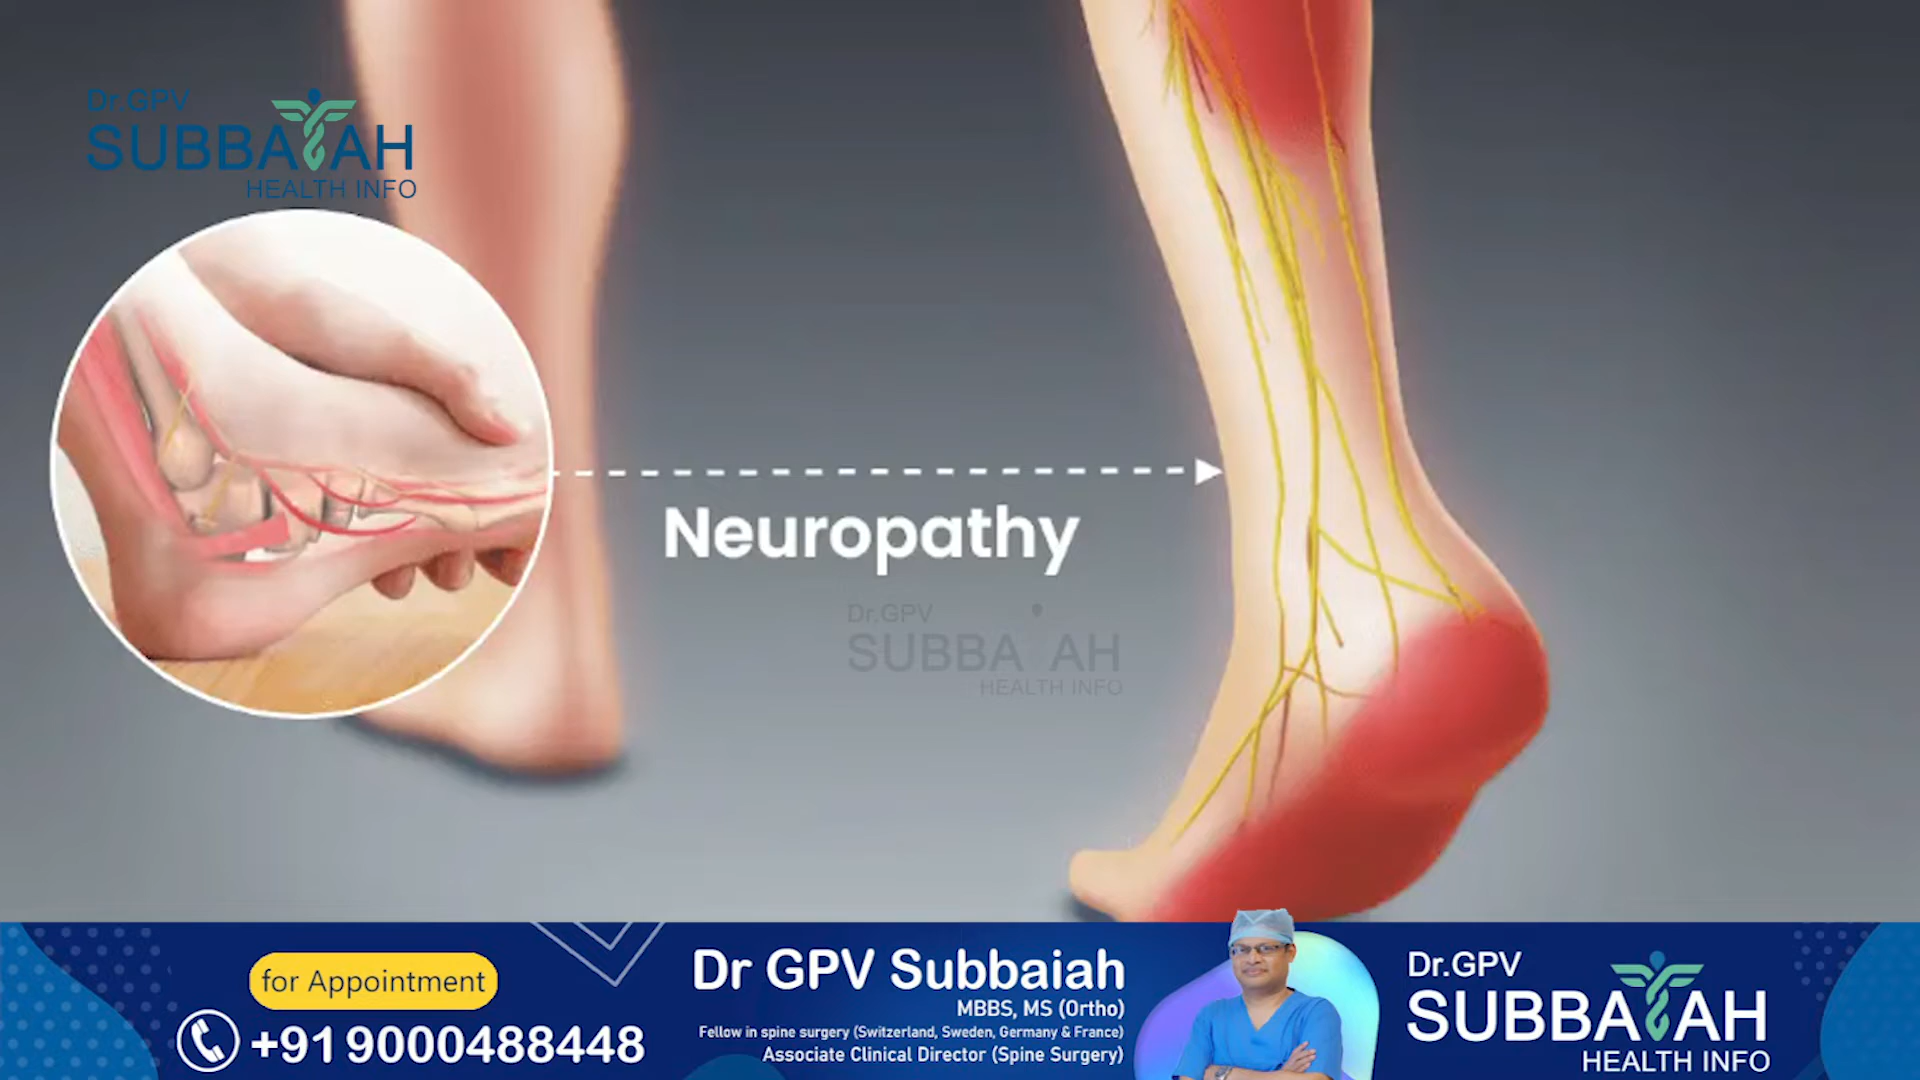 Dr.GPV
SUBBAIAH
HEALTH INFO
Neuropathy
Dr.GPV
SUBBA AH
HEALTH INFO
for Appointment
+91 9000488448
Dr GPV Subbaiah
MBBS, MS (Ortho)
Fellow in spine surgery (Switzerland, Sweden, Germany & France)
Associate Clinical Director (Spine Surgery)
Dr.GPV
SUBBAIAH
HEALTH INFO